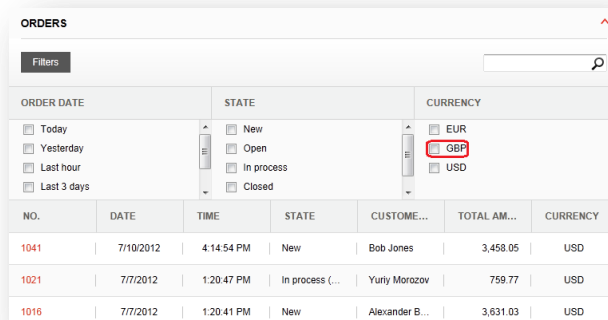 ORDERS
Filters
ORDER DATE STATE CURRENCY
Today New EUR
Yesterday Open GBP
Last hour In process USD
Last 3 days Closed
NO. DATE TIME STATE CUSTOME... TOTAL AM... CURRENCY
1041 7/10/2012 4:14:54 PM New Bob Jones 3,458.05 USD
1021 7/7/2012 1:20:47 PM In process (... Yuriy Morozov 759.77 USD
1016 7/7/2012 1:20:41 PM New Alexander B... 3,631.03 USD